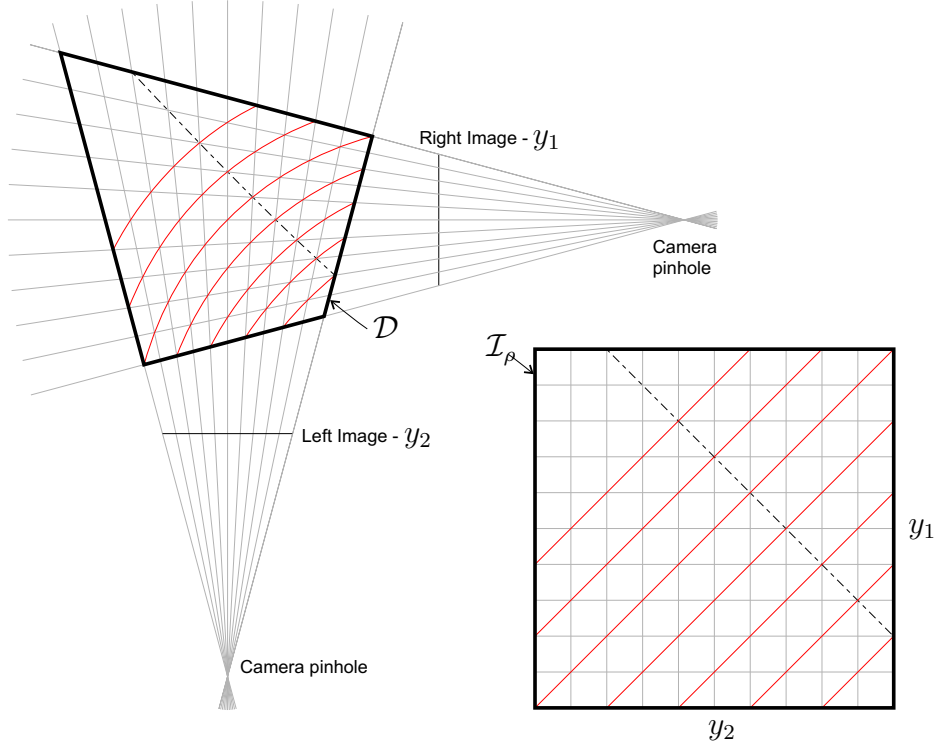 Right Image - y₁
Camera
pinhole
𝒟
ℐᵨ
Left Image - y₂
y₁
Camera pinhole
y₂